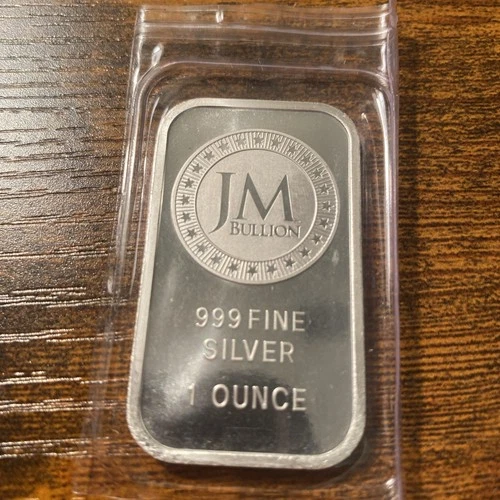 JM
BULLION
999 FINE
SILVER
1 OUNCE